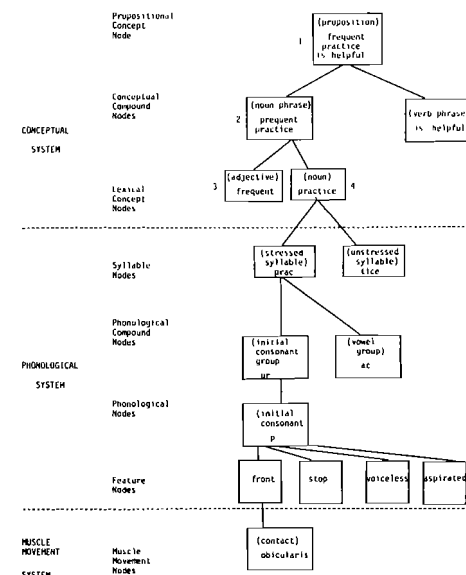 Propositional
Concept
Node
(proposition)
1
frequent
practice
is helpful
Conceptual
Compound
Nodes
(noun phrase)
2
frequent
practice
(verb phrase
is helpful
CONCEPTUAL
SYSTEM
Lexical
Concept
Nodes
3
(adjective)
frequent
(noun)
practice
4
Syllable
Nodes
(stressed
syllable)
prac
(unstressed
syllable)
tice
Phonological
Compound
Nodes
(initial
consonant
group
(vowel
group)
ac
PHONOLOGICAL
SYSTEM
Phonological
Nodes
(initial
consonant
p
Feature
Nodes
front
stop
voiceless
aspirated
MUSCLE
MOVEMENT
SYSTEM
Muscle
Movement
Nodes
(contact)
obicularis